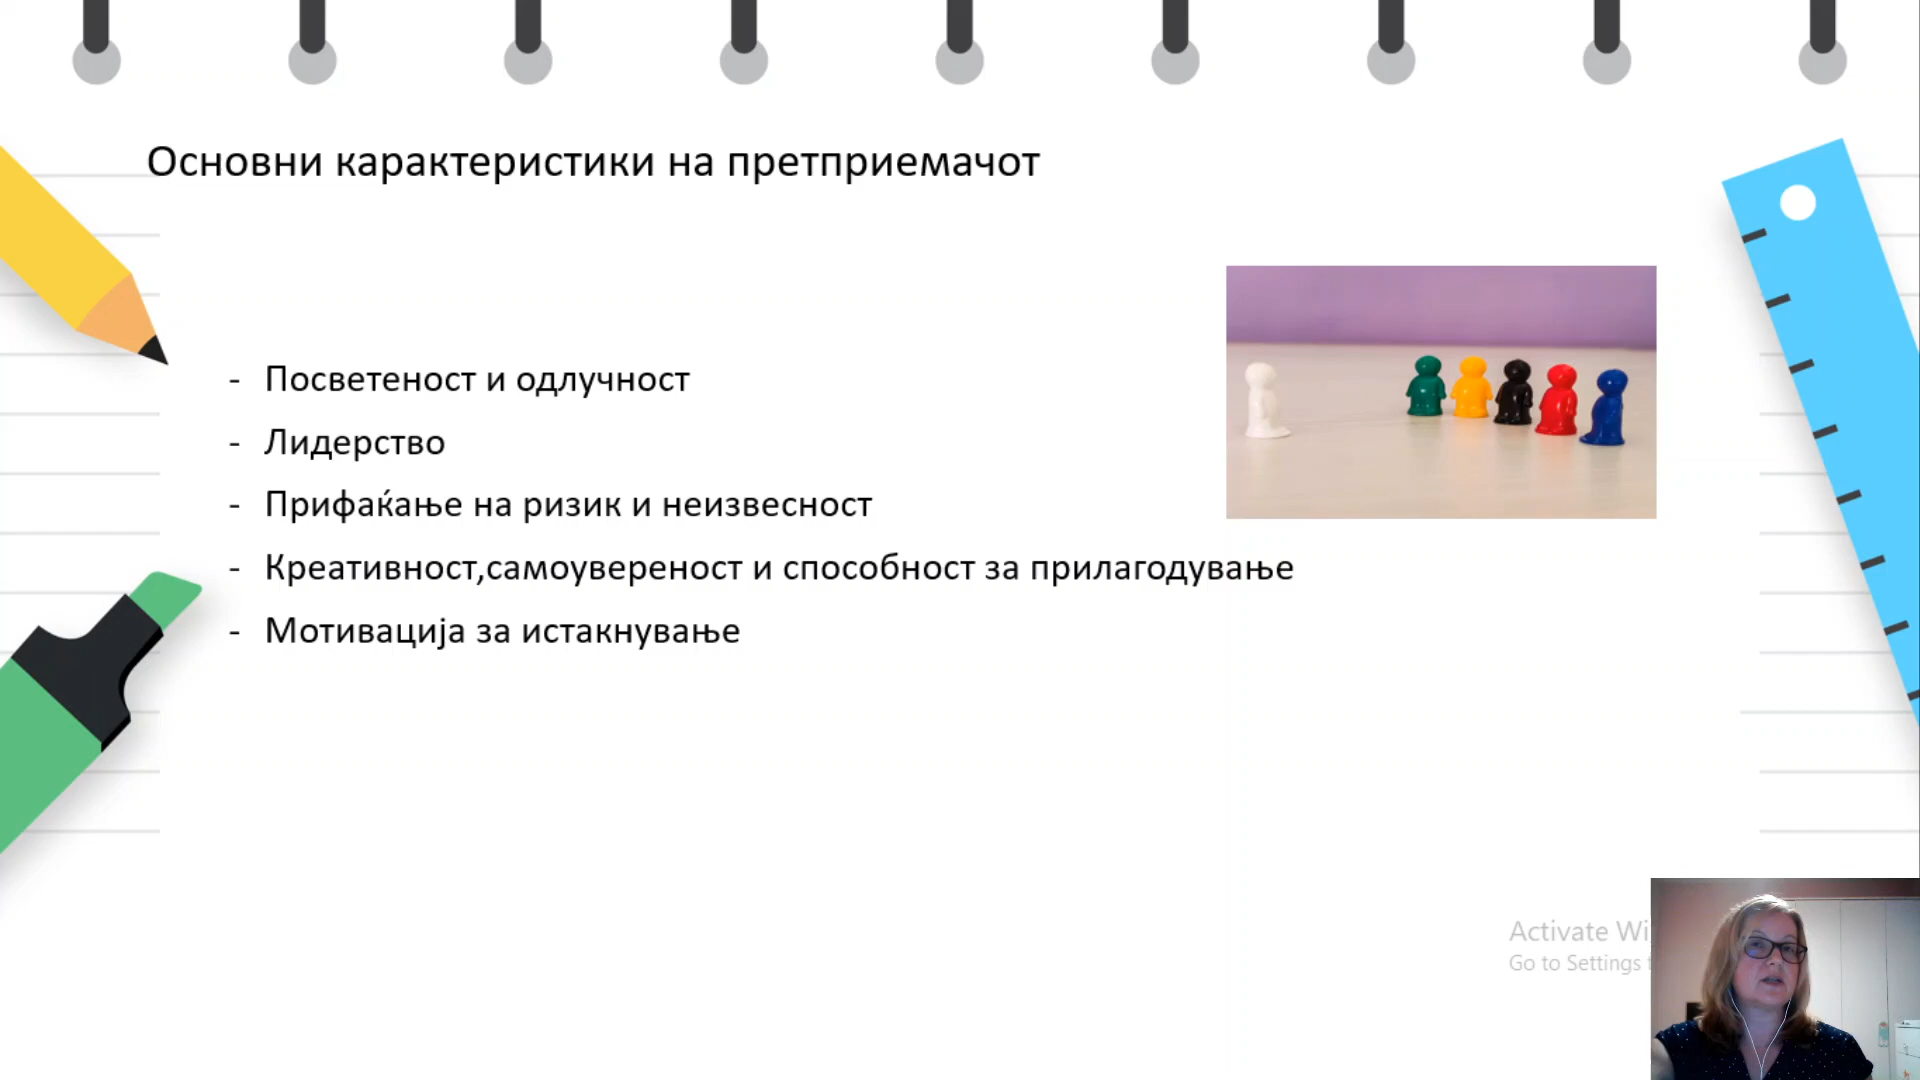 Основни карактеристики на претприемачот
- Посветеност и одлучност
- Лидерство
- Прифаќање на ризик и неизвесност
- Креативност,самоувереност и способност за прилагодување
- Мотивација за истакнување
Activate Wi
Go to Settings